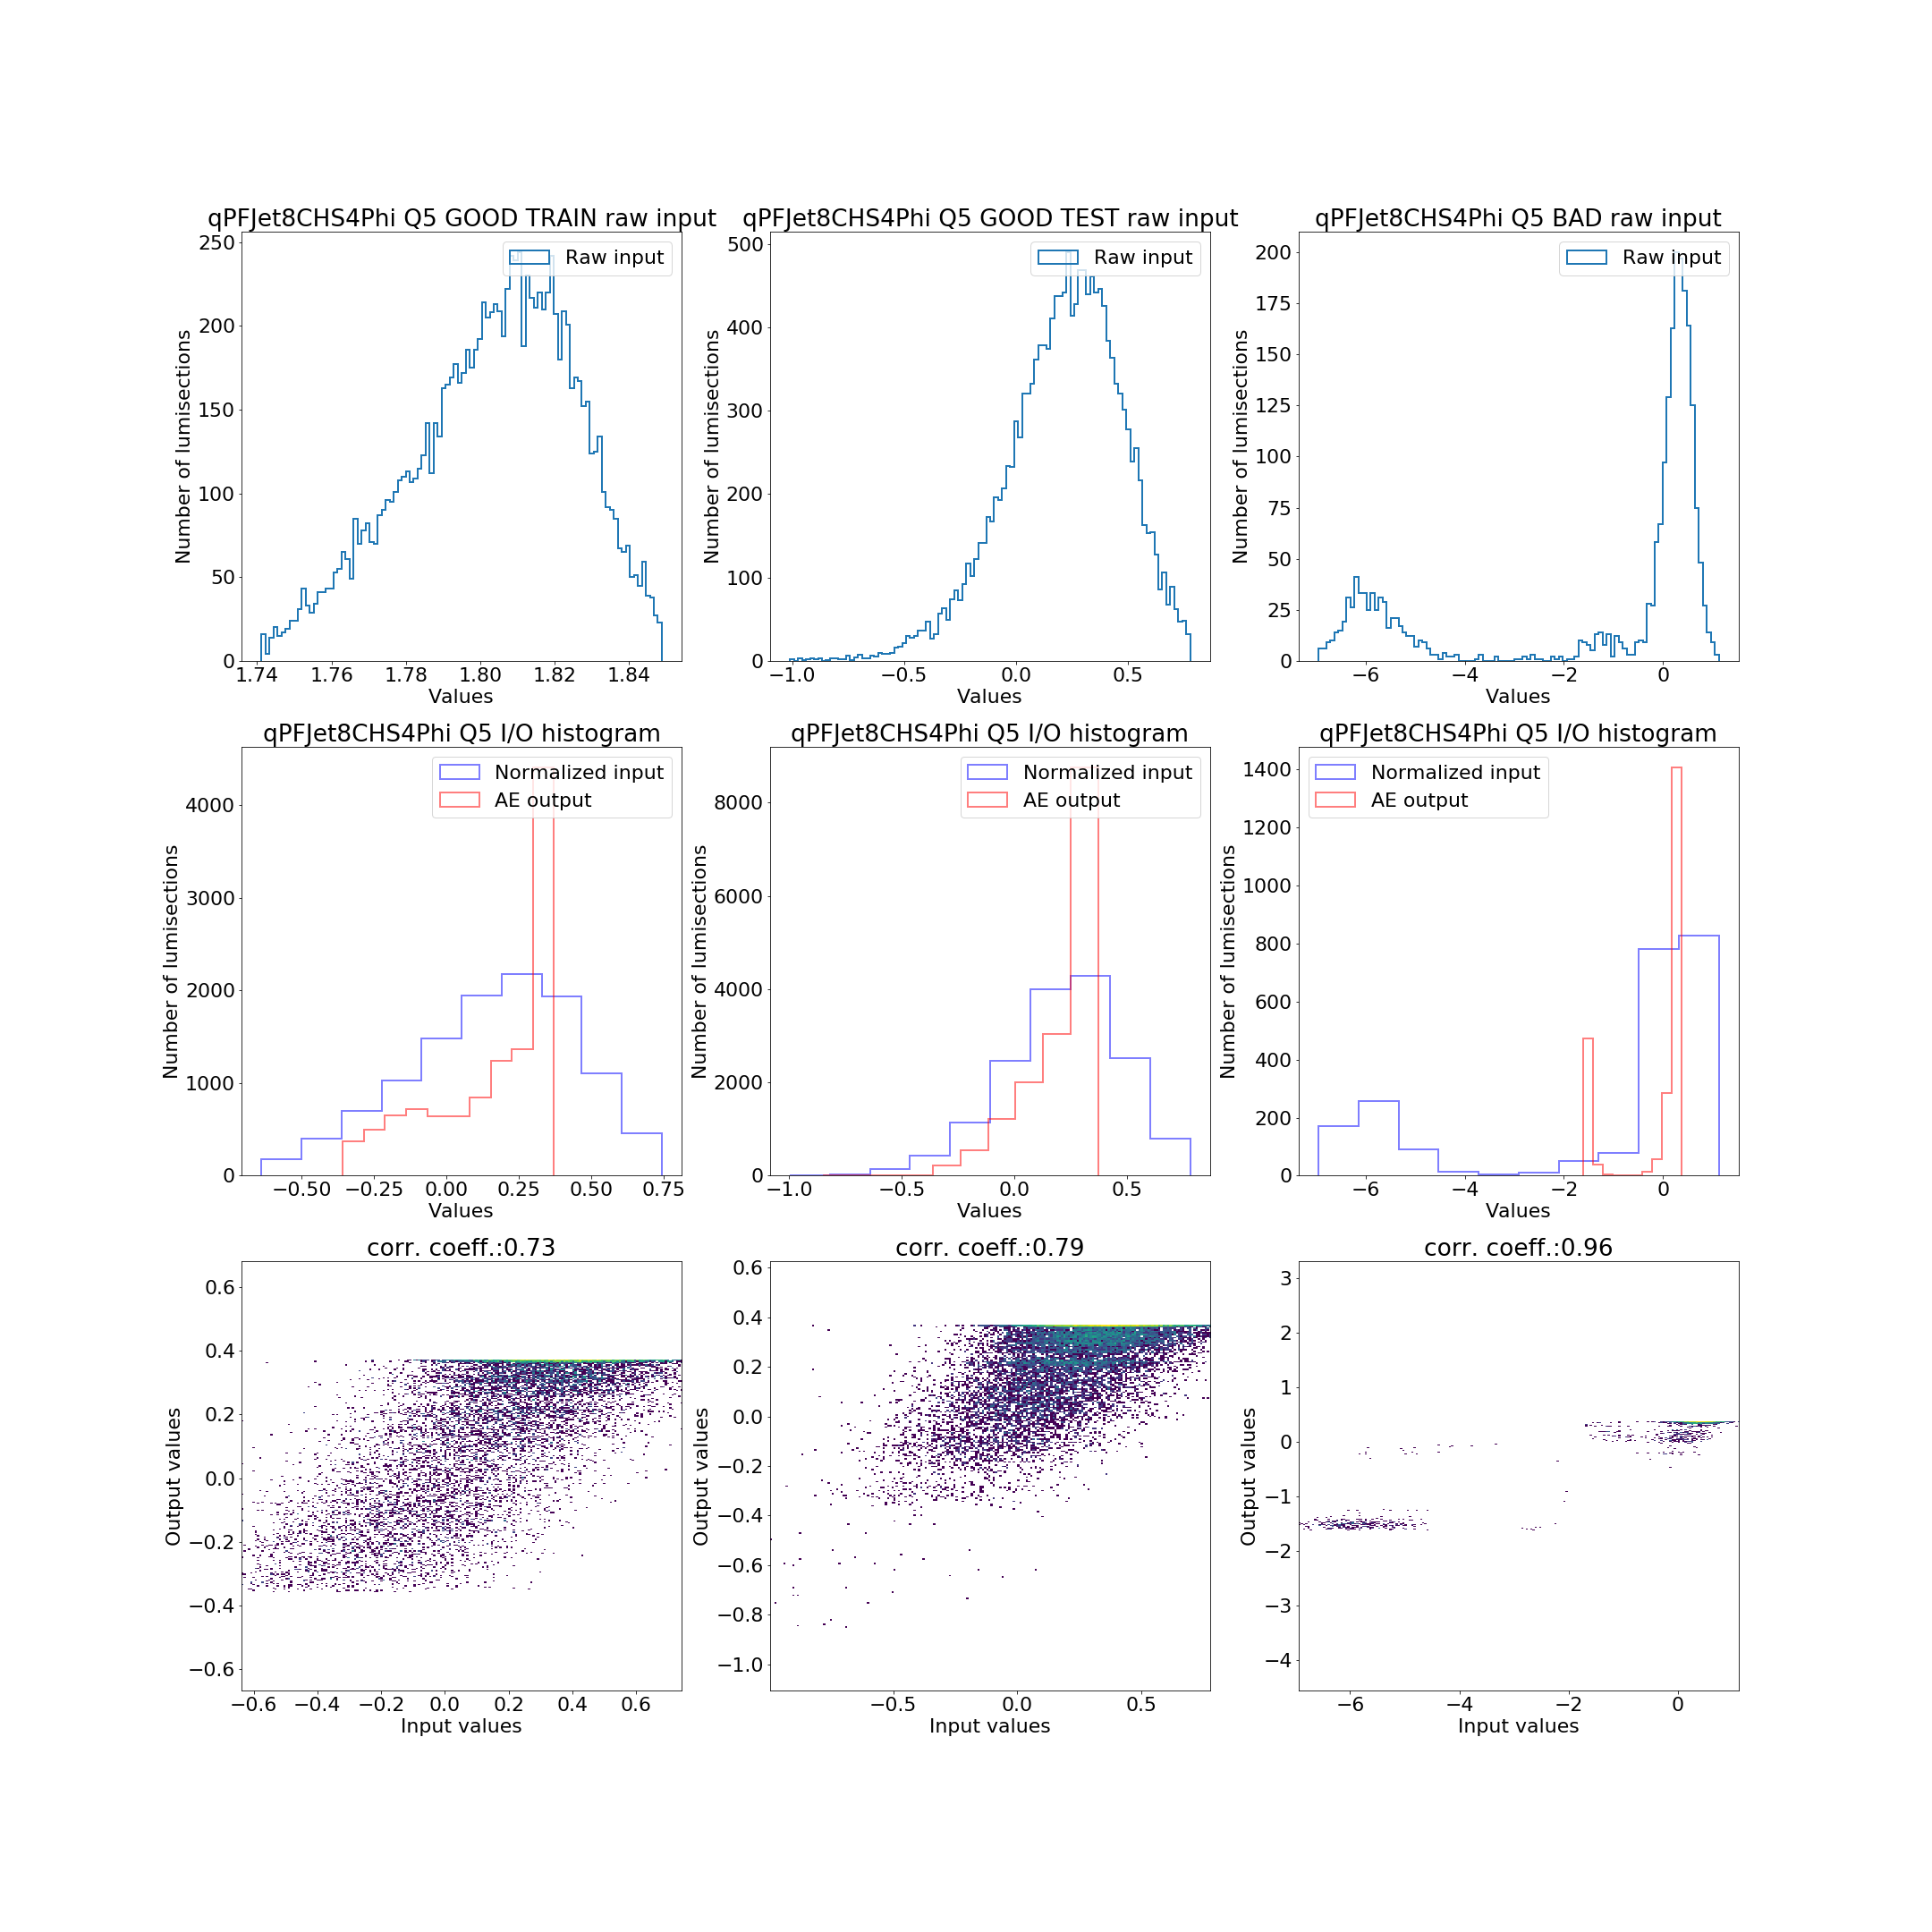 qPFJet8CHS4Phi Q5 GOOD TRAIN raw input
Raw input
Number of lumisections
250
200
150
100
50
0
1.74 1.76 1.78 1.80 1.82 1.84
Values
qPFJet8CHS4Phi Q5 GOOD TEST raw input
Raw input
Number of lumisections
500
400
300
200
100
0
−1.0 −0.5 0.0 0.5
Values
qPFJet8CHS4Phi Q5 BAD raw input
Raw input
Number of lumisections
200
175
150
125
100
75
50
25
0
−6 −4 −2 0
Values
qPFJet8CHS4Phi Q5 I/O histogram
Normalized input
AE output
Number of lumisections
4000
3000
2000
1000
0
−0.50 −0.25 0.00 0.25 0.50 0.75
Values
qPFJet8CHS4Phi Q5 I/O histogram
Normalized input
AE output
Number of lumisections
8000
6000
4000
2000
0
−1.0 −0.5 0.0 0.5
Values
qPFJet8CHS4Phi Q5 I/O histogram
Normalized input
AE output
Number of lumisections
1400
1200
1000
800
600
400
200
0
−6 −4 −2 0
Values
corr. coeff.:0.73
Output values
0.6
0.4
0.2
0.0
−0.2
−0.4
−0.6
−0.6 −0.4 −0.2 0.0 0.2 0.4 0.6
Input values
corr. coeff.:0.79
Output values
0.6
0.4
0.2
0.0
−0.2
−0.4
−0.6
−0.8
−1.0
−0.5 0.0 0.5
Input values
corr. coeff.:0.96
Output values
3
2
1
0
−1
−2
−3
−4
−6 −4 −2 0
Input values